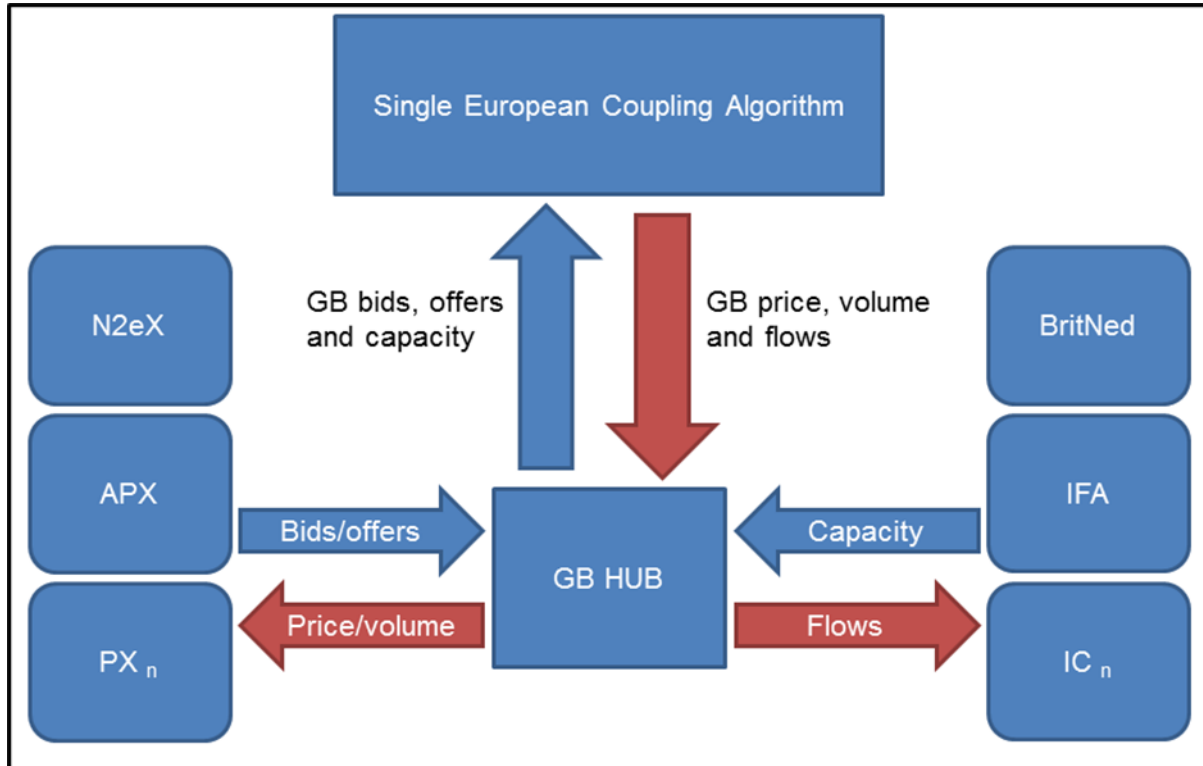 Single European Coupling Algorithm
GB bids, offers
and capacity
GB price, volume
and flows
N2eX
APX
PX n
Bids/offers
Price/volume
GB HUB
Capacity
Flows
BritNed
IFA
IC n